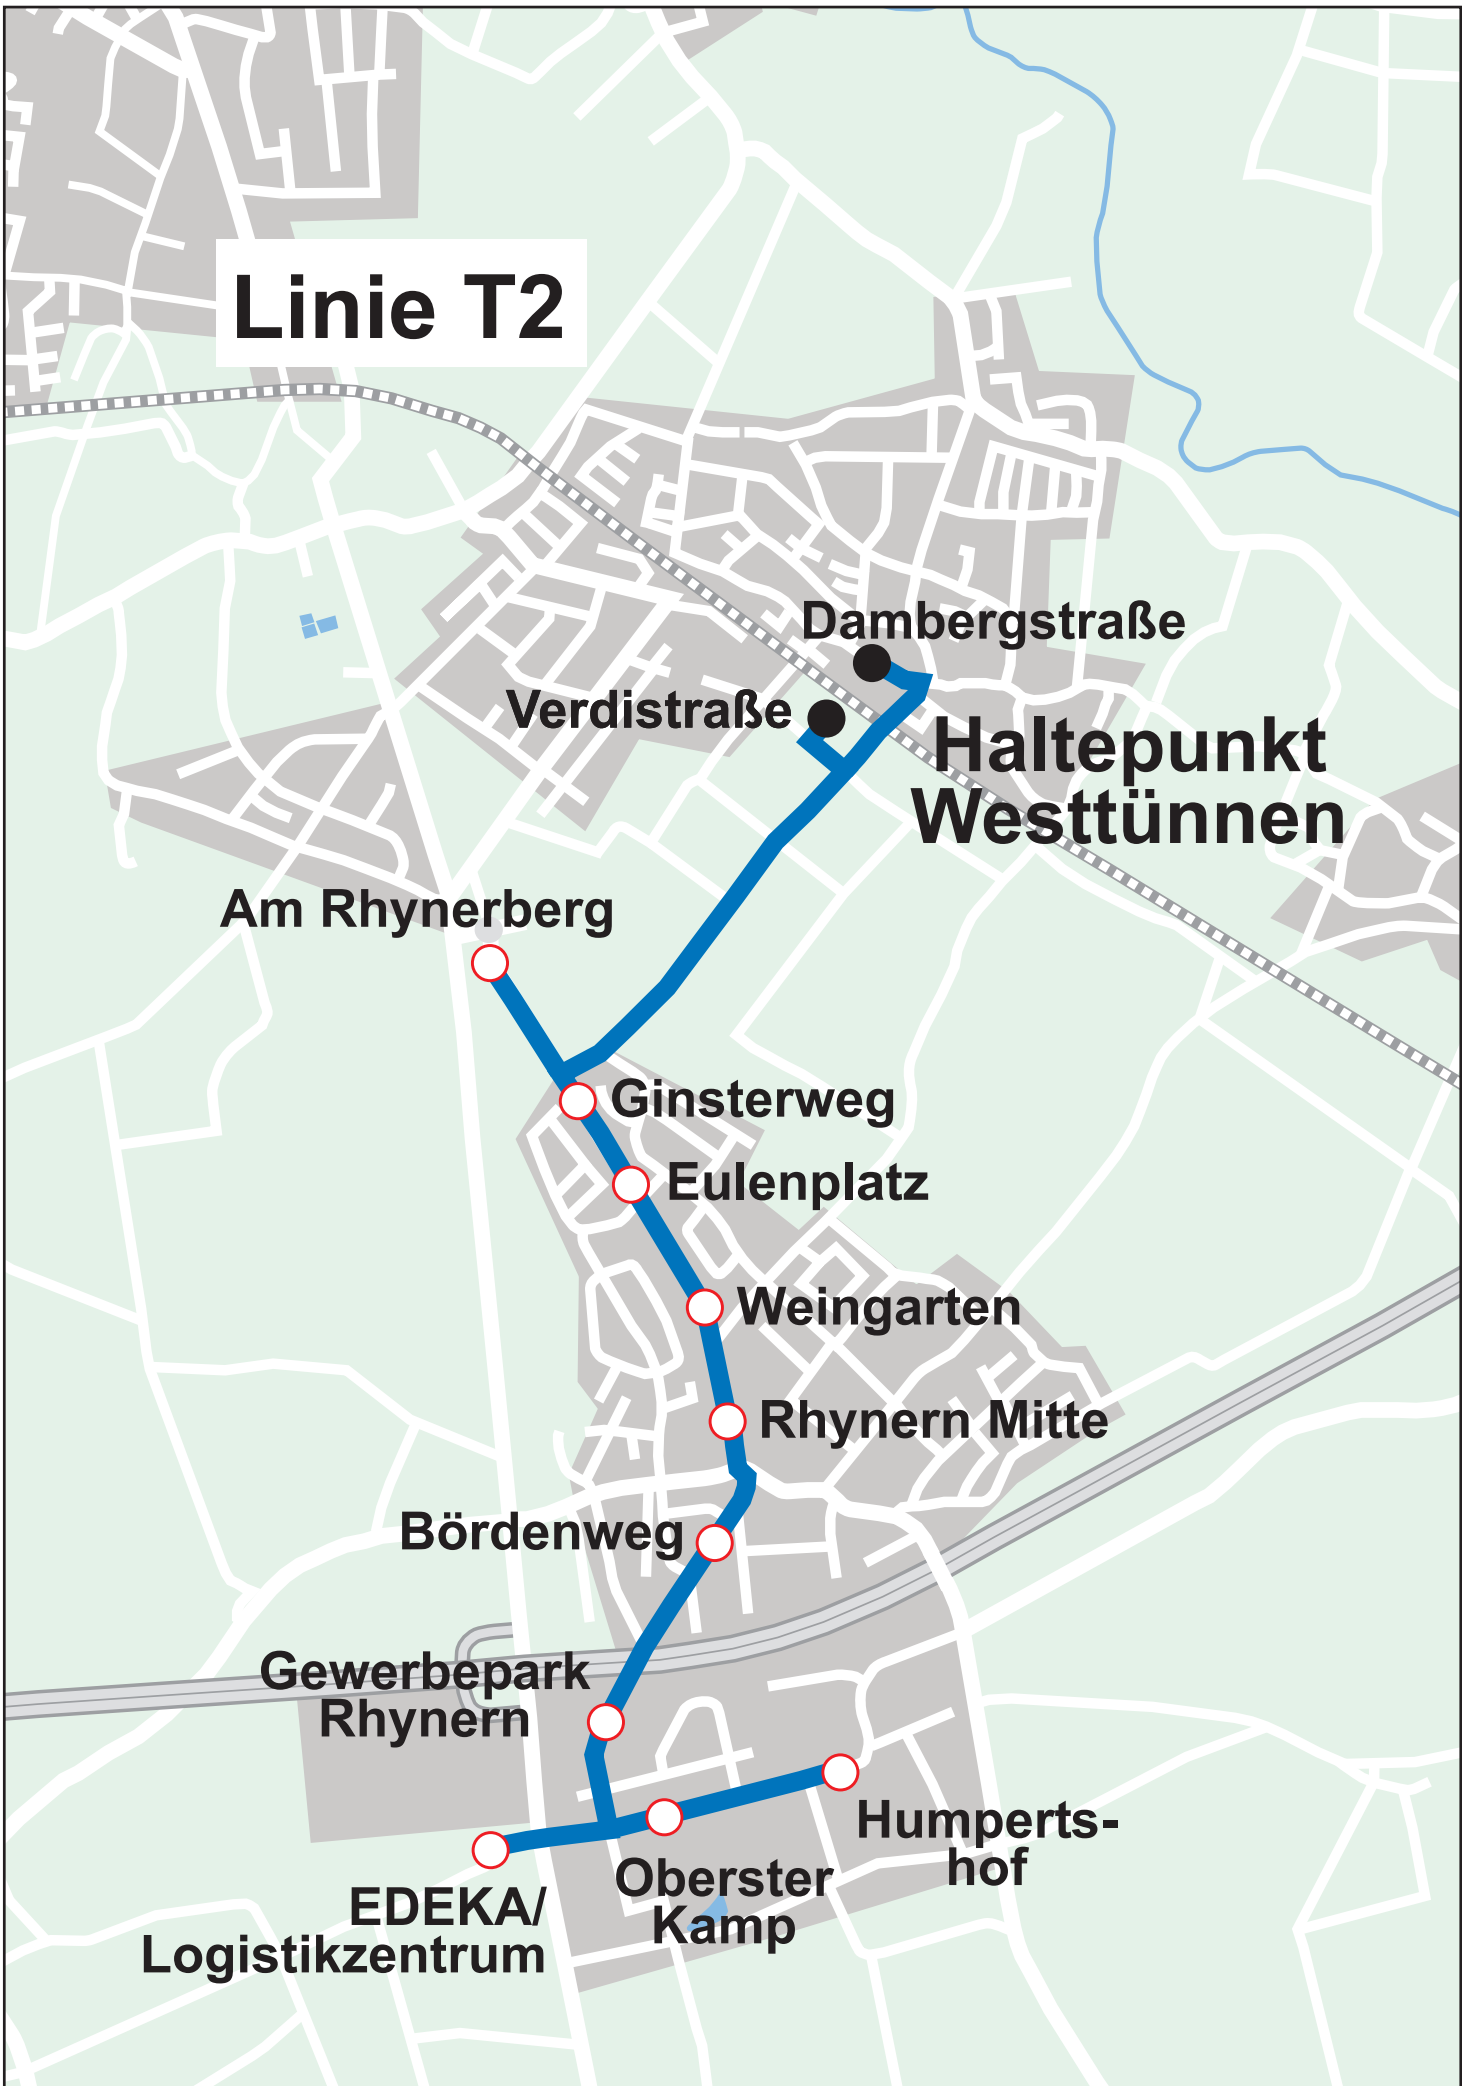 Linie T2
Dambergstraße
Verdistraße
Haltepunkt
Westtünnen
Am Rhynerberg
Ginsterweg
Eulenplatz
Weingarten
Rhynern Mitte
Bördenweg
Gewerbepark
Rhynern
Humperts-
hof
Oberster
Kamp
EDEKA/
Logistikzentrum